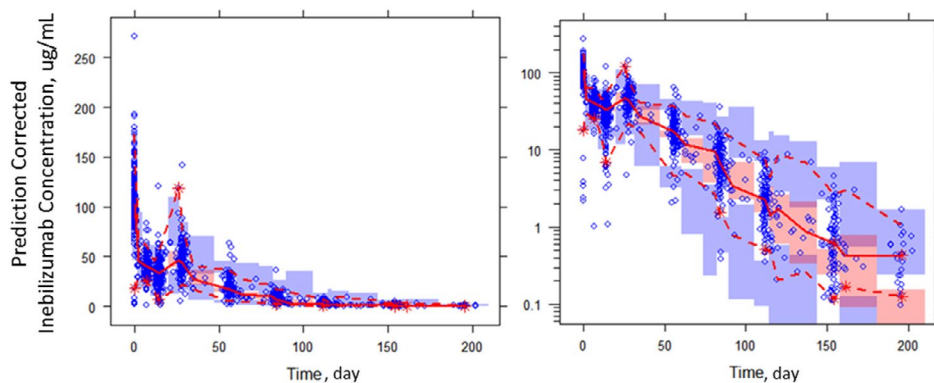 Prediction Corrected
Inebilizumab Concentration, ug/mL
250
200
150
100
50
0
0 50 100 150 200
Time, day
100
10
1
0.1
0 50 100 150 200
Time, day